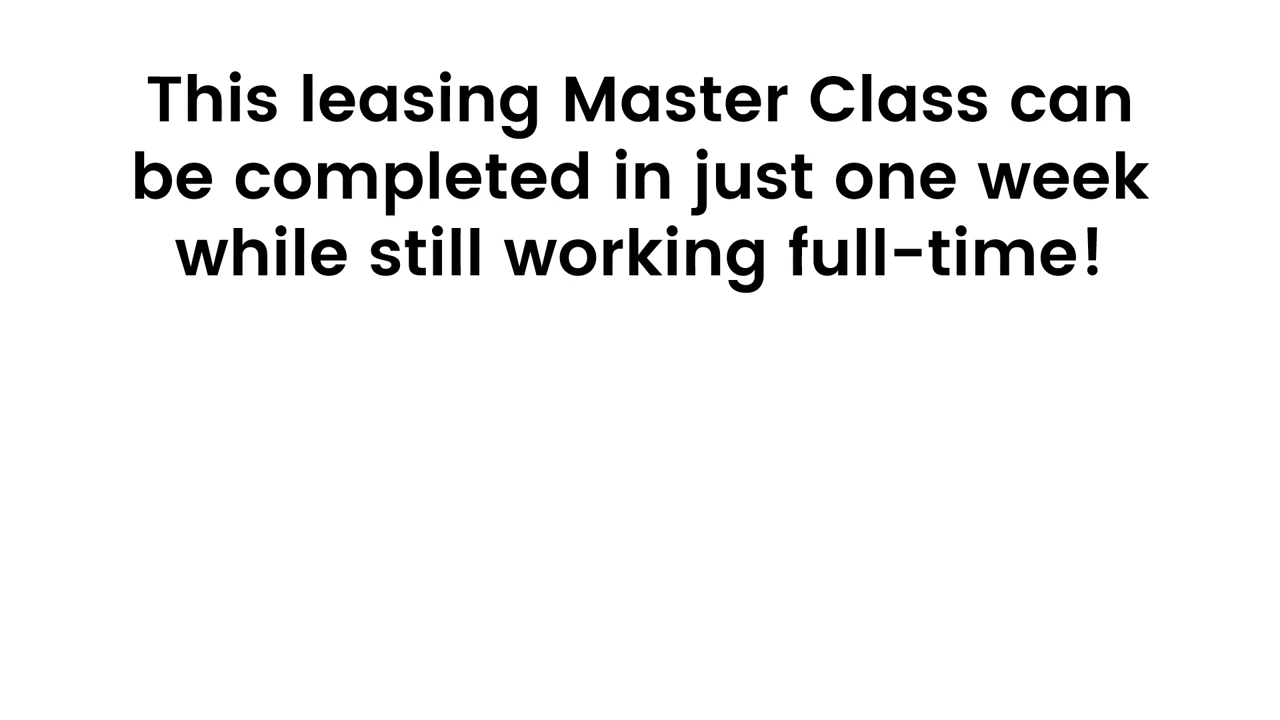 This leasing Master Class can
be completed in just one week
while still working full-time!